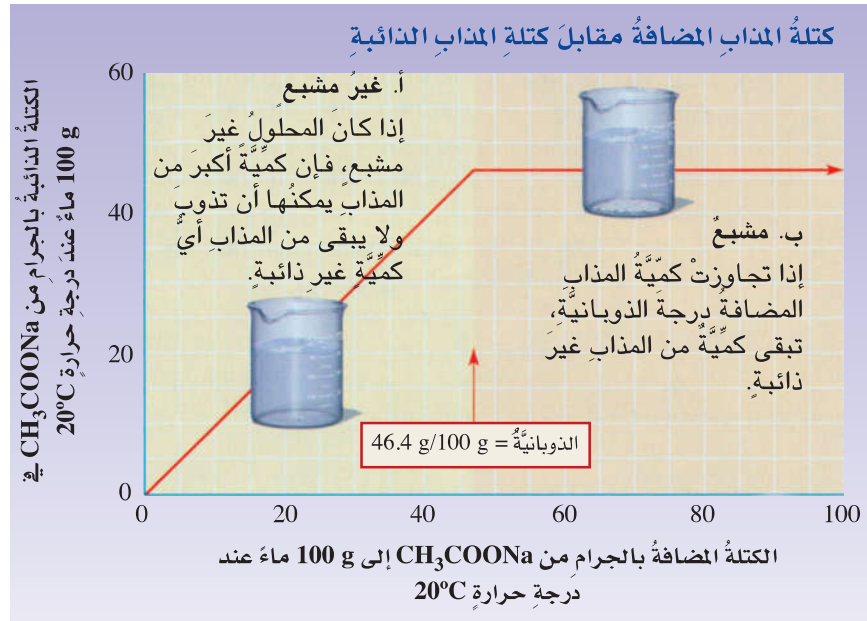 كتلةُ المذابِ المضافةُ مقابلَ كتلةِ المذابِ الذائبةِ
الكتلةُ الذائبةُ بالجرامِ من CH₃COONa في
100 g ماءً عندَ درجةِ حرارةِ 20°C
60
40
20
0
أ. غيرُ مشبعٍ
إذا كانَ المحلولُ غيرَ
مشبعٍ، فإن كمِّيَّةً أكبرَ من
المذابِ يمكنُها أن تذوبَ
ولا يبقى من المذابِ أيُّ
كمِّيَّةٍ غيرِ ذائبةٍ.
ب. مشبعٌ
إذا تجاوزتْ كمّيَّةُ المذابِ
المضافةُ درجةَ الذوبانيَّةِ،
تبقى كمِّيَّةٌ من المذابِ غيرَ
ذائبةٍ.
الذوبانيَّةُ = 46.4 g/100 g
0 20 40 60 80 100
الكتلةُ المضافةُ بالجرامِ من CH₃COONa إلى 100 g ماءً عند
درجةِ حرارةٍ 20°C